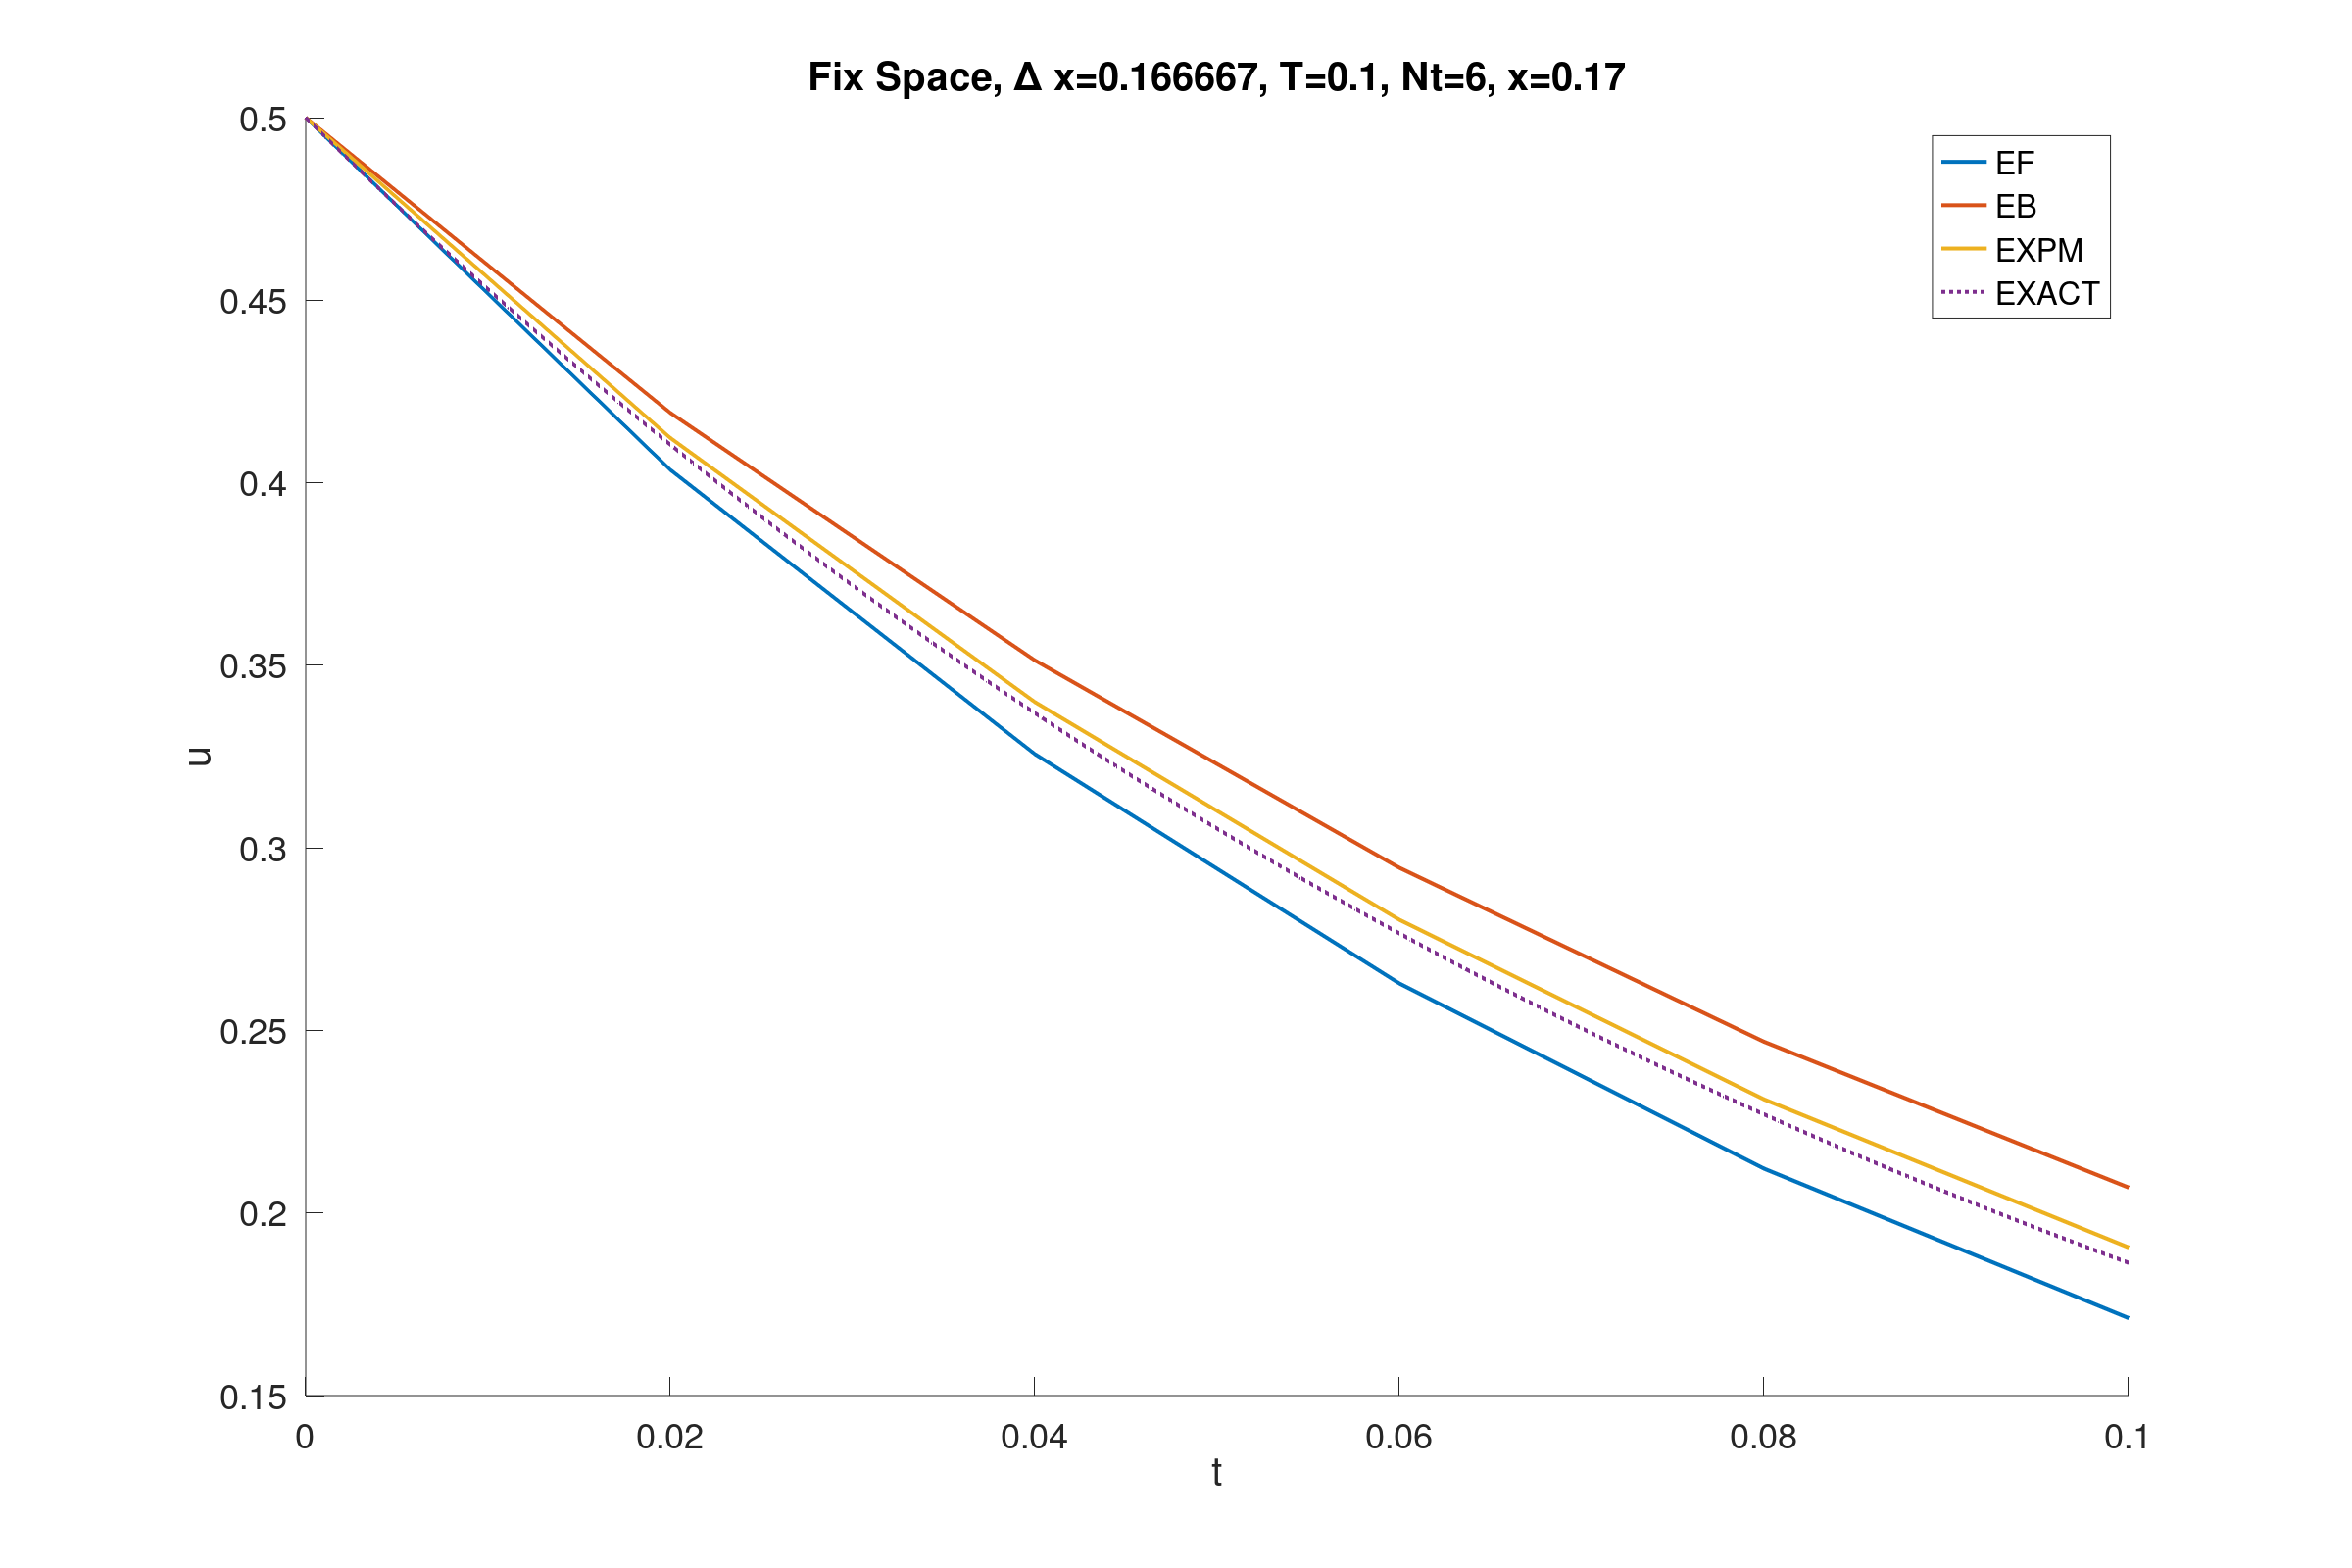 Fix Space, Δ x=0.166667, T=0.1, Nt=6, x=0.17
EF
EB
EXPM
EXACT
0.5
0.45
0.4
0.35
0.3
0.25
0.2
0.15
u
0 0.02 0.04 0.06 0.08 0.1
t